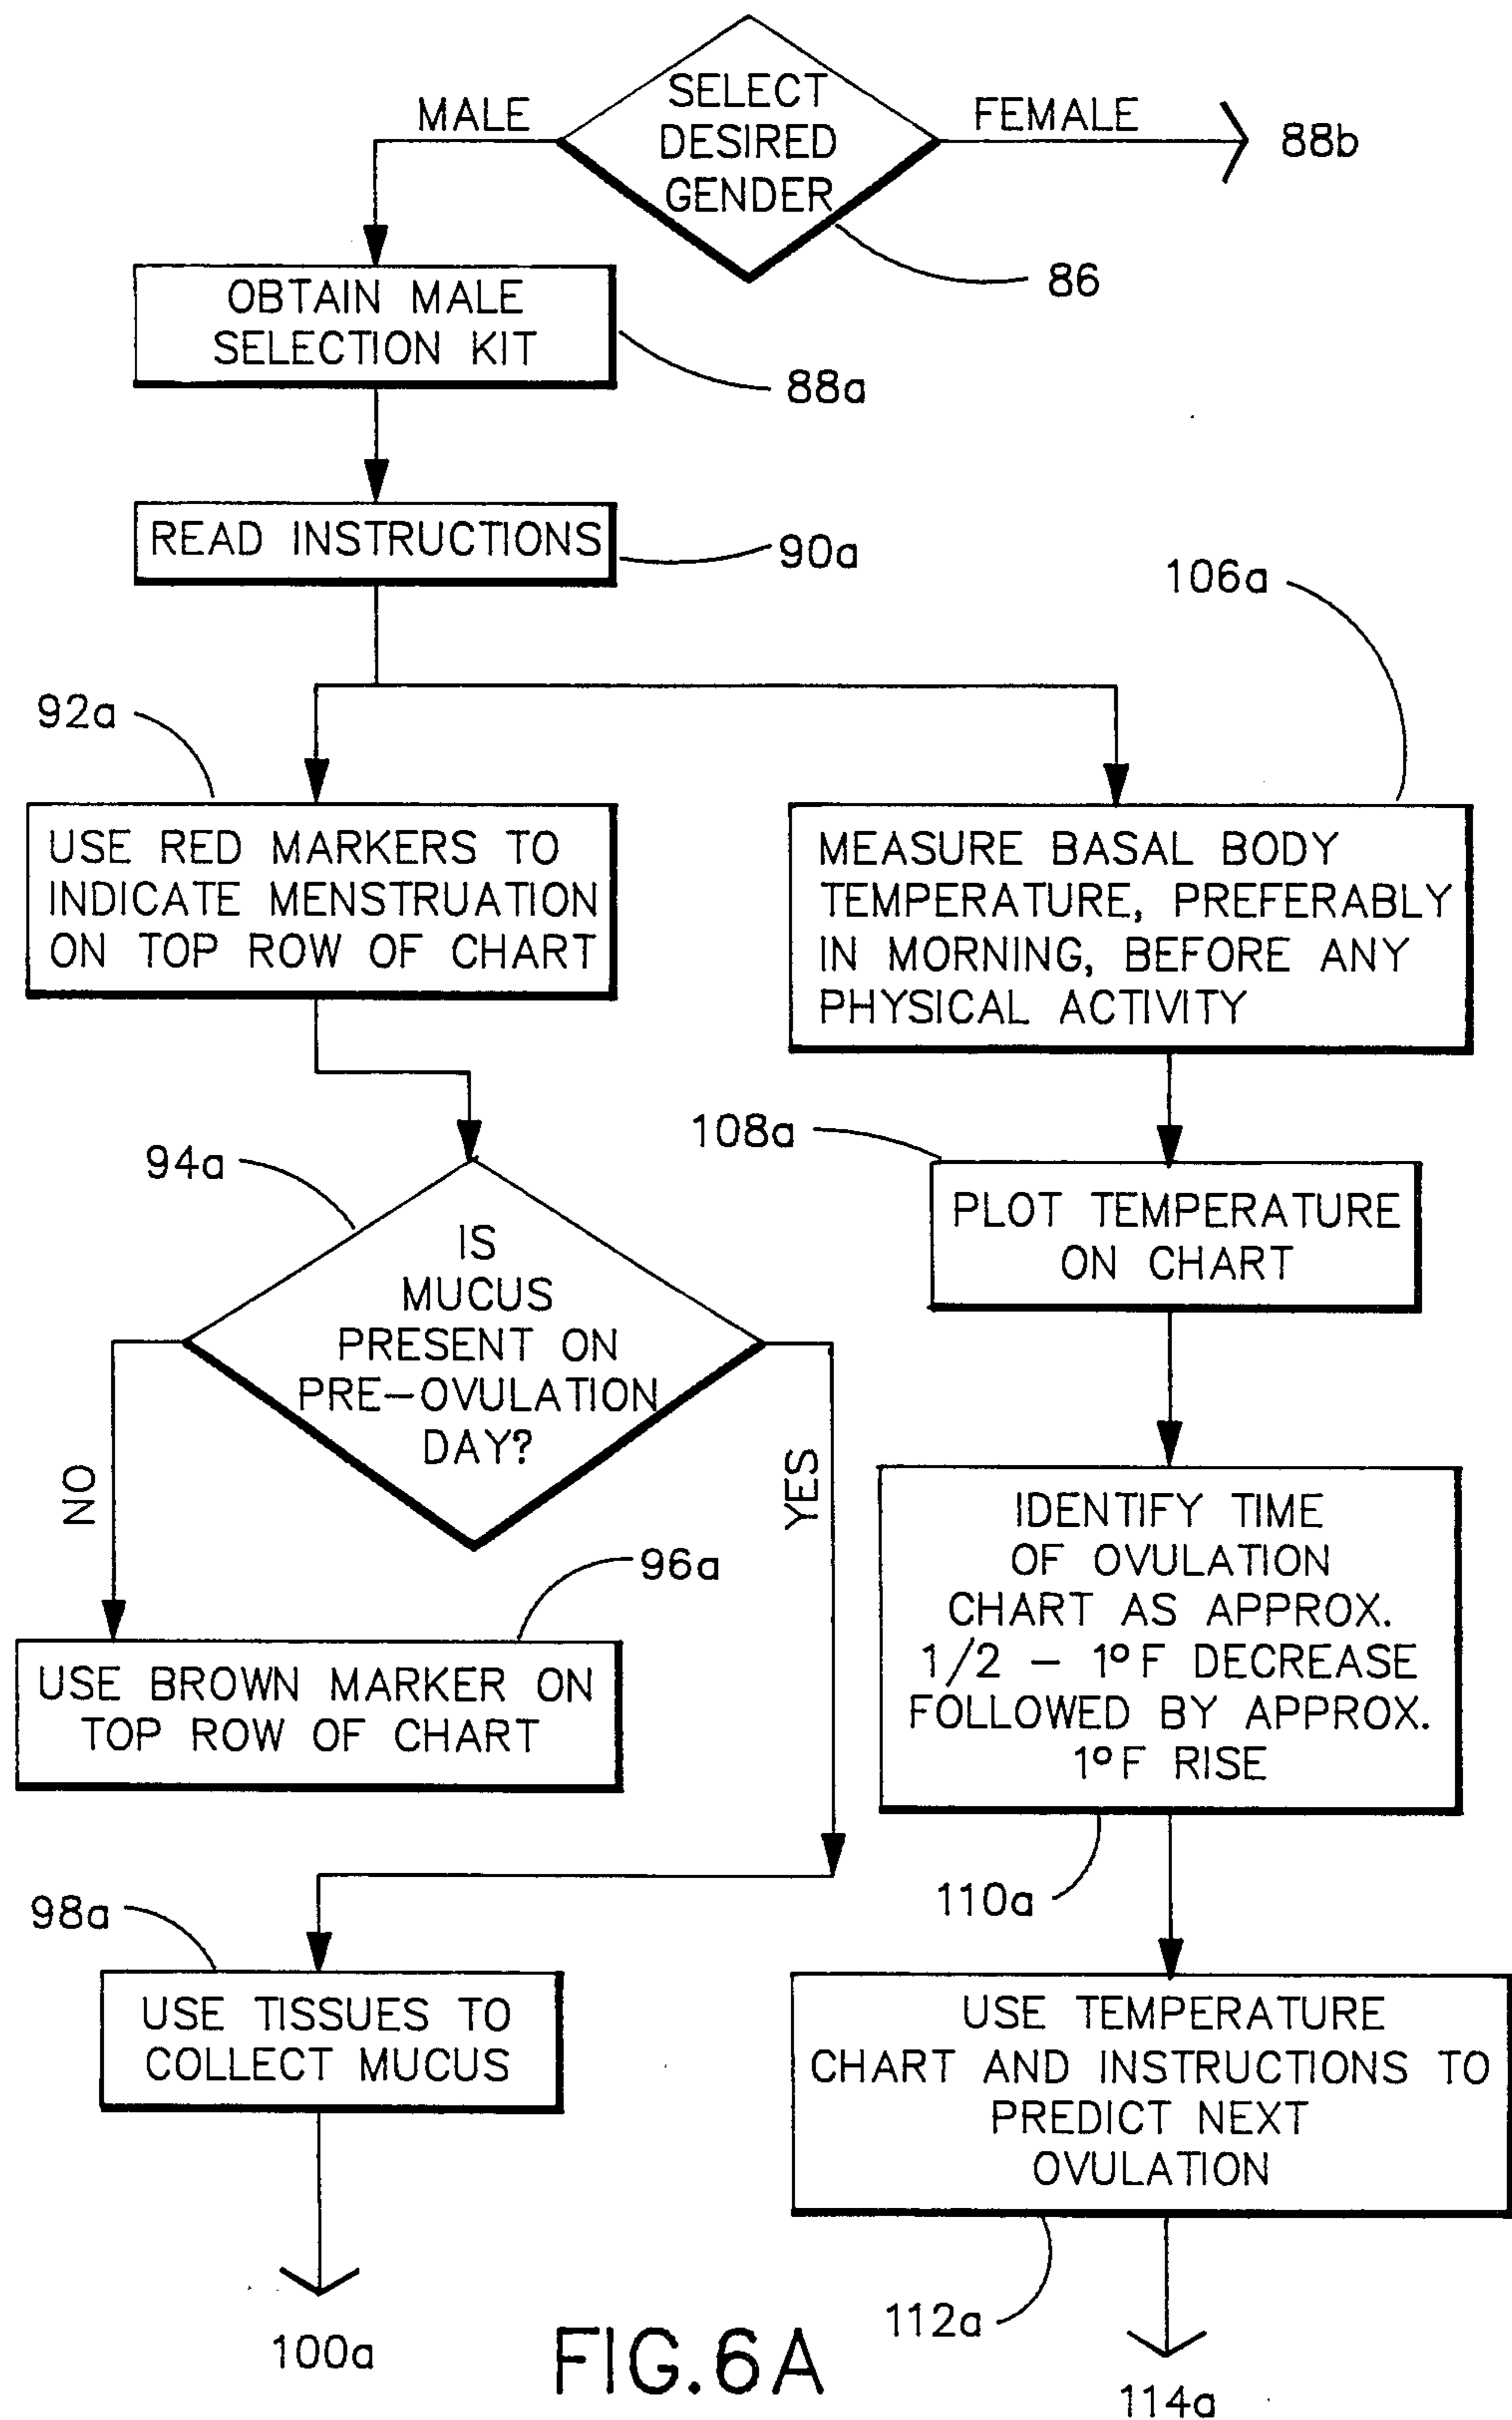 SELECT
DESIRED
GENDER
MALE
FEMALE
88b
86
OBTAIN MALE
SELECTION KIT
88a
READ INSTRUCTIONS
90a
106a
92a
USE RED MARKERS TO
INDICATE MENSTRUATION
ON TOP ROW OF CHART
MEASURE BASAL BODY
TEMPERATURE, PREFERABLY
IN MORNING, BEFORE ANY
PHYSICAL ACTIVITY
108a
PLOT TEMPERATURE
ON CHART
94a
IS
MUCUS
PRESENT ON
PRE-OVULATION
DAY?
NO
YES
96a
USE BROWN MARKER ON
TOP ROW OF CHART
IDENTIFY TIME
OF OVULATION
CHART AS APPROX.
1/2 - 1°F DECREASE
FOLLOWED BY APPROX.
1°F RISE
110a
98a
USE TISSUES TO
COLLECT MUCUS
USE TEMPERATURE
CHART AND INSTRUCTIONS TO
PREDICT NEXT
OVULATION
112a
100a
114a
FIG.6A